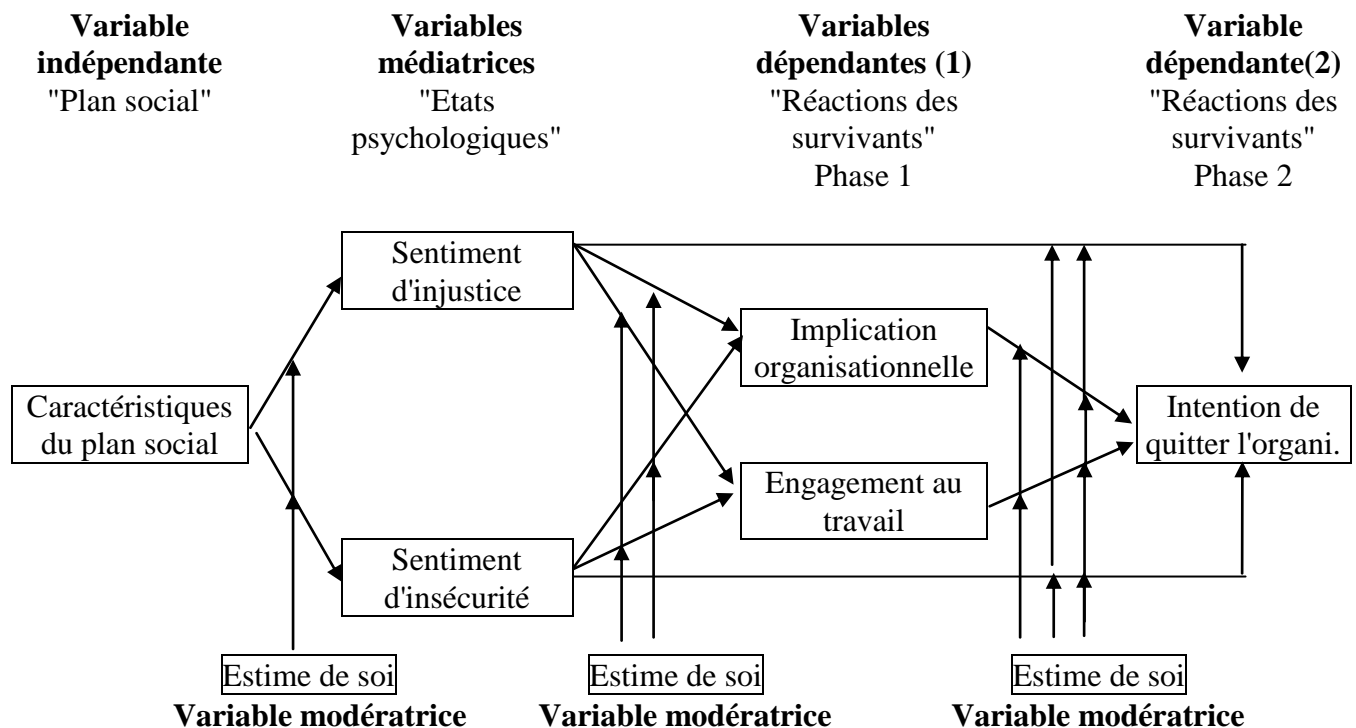 Variable
indépendante
"Plan social"
Variables
médiatrices
"Etats
psychologiques"
Variables
dépendantes (1)
"Réactions des
survivants"
Phase 1
Variable
dépendante(2)
"Réactions des
survivants"
Phase 2
Sentiment
d'injustice
Implication
organisationnelle
Caractéristiques
du plan social
Intention de
quitter l'organi.
Engagement au
travail
Sentiment
d'insécurité
Estime de soi
Variable modératrice
Estime de soi
Variable modératrice
Estime de soi
Variable modératrice